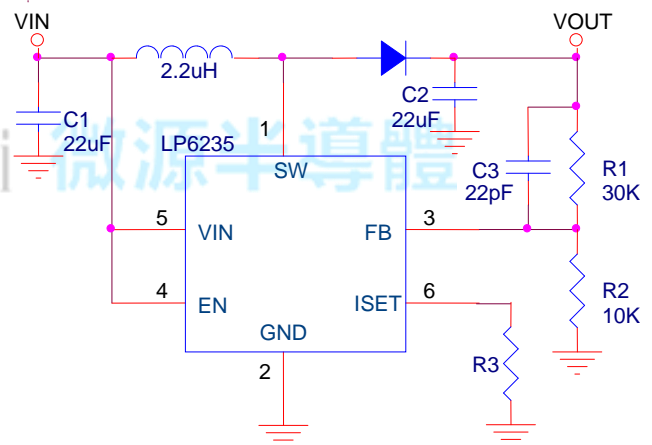 VIN
VOUT
2.2uH
C1
22uF
C2
22uF
1
LP6235
i 微源半導體
SW
C3
22pF
R1
30K
5
VIN
FB
3
4
EN
ISET
6
R2
10K
GND
2
R3